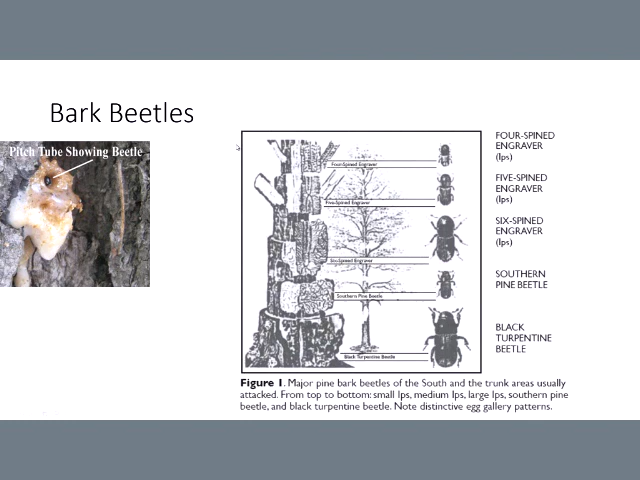 Bark Beetles
Pitch Tube Showing Beetle
Four-Spined Engraver
Five-Spined Engraver
Six-Spined Engraver
Southern Pine Beetle
Black Turpentine Beetle
FOUR-SPINED
ENGRAVER
(Ips)
FIVE-SPINED
ENGRAVER
(Ips)
SIX-SPINED
ENGRAVER
(Ips)
SOUTHERN
PINE BEETLE
BLACK
TURPENTINE
BEETLE
Figure 1. Major pine bark beetles of the South and the trunk areas usually
attacked. From top to bottom: small Ips, medium Ips, large Ips, southern pine
beetle, and black turpentine beetle. Note distinctive egg gallery patterns.